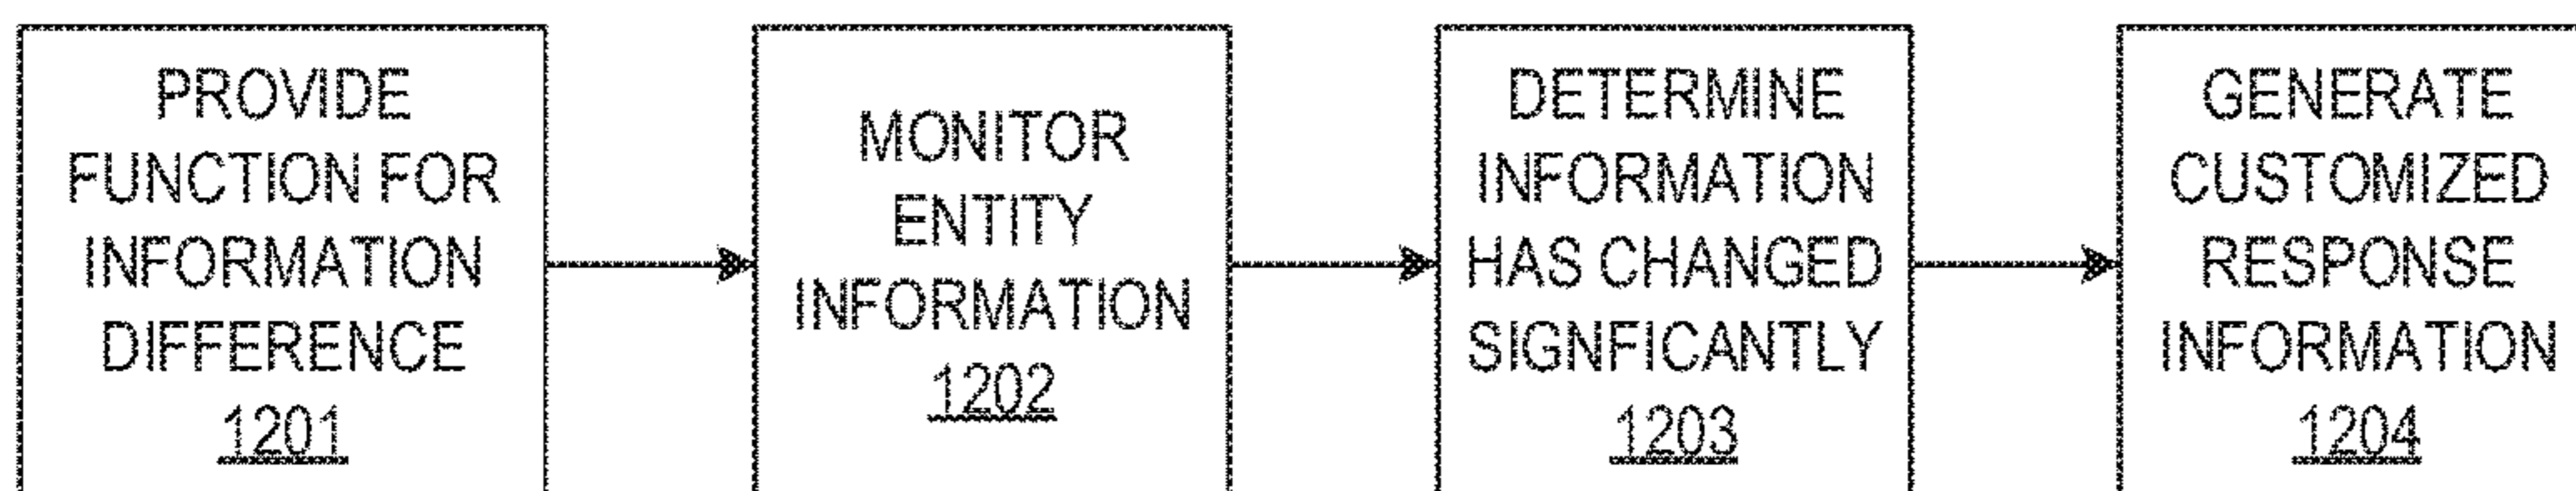 PROVIDE
FUNCTION FOR
INFORMATION
DIFFERENCE
1201
MONITOR
ENTITY
INFORMATION
1202
DETERMINE
INFORMATION
HAS CHANGED
SIGNFICANTLY
1203
GENERATE
CUSTOMIZED
RESPONSE
INFORMATION
1204